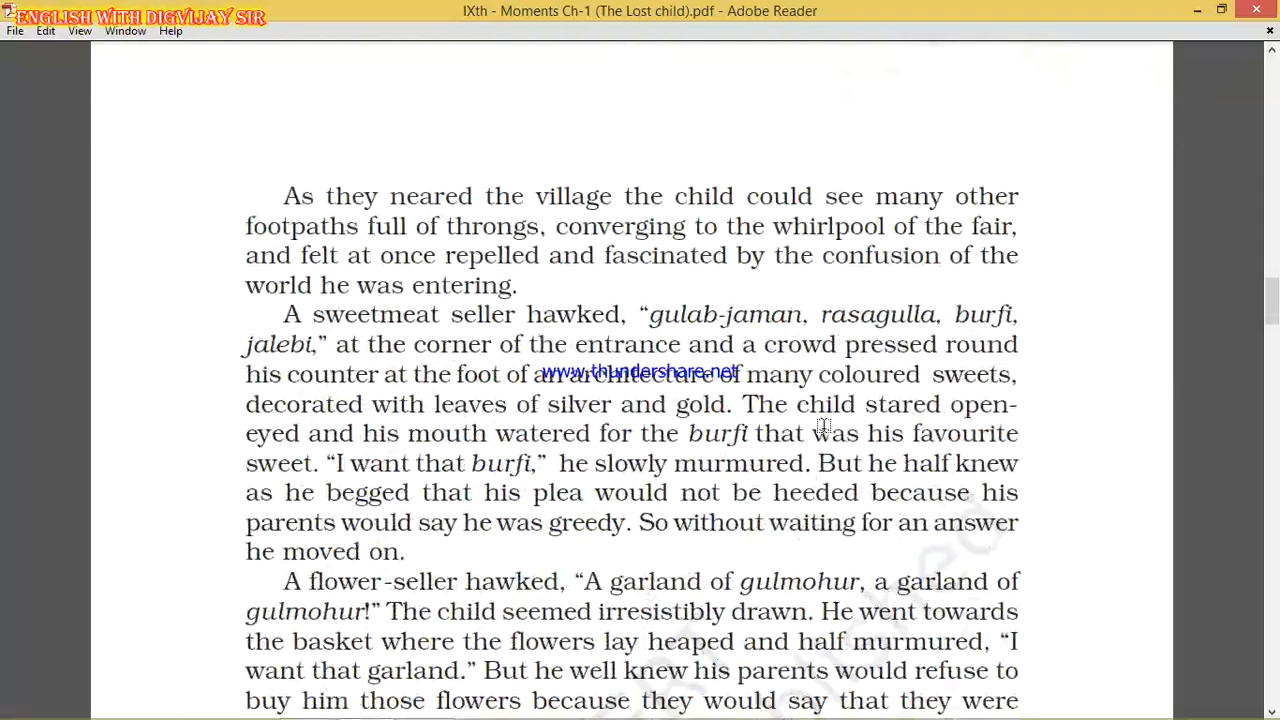 ENGLISH WITH DIGVIJAY SIR
IXth - Moments Ch-1 (The Lost child).pdf - Adobe Reader
File Edit View Window Help
As they neared the village the child could see many other
footpaths full of throngs, converging to the whirlpool of the fair,
and felt at once repelled and fascinated by the confusion of the
world he was entering.
A sweetmeat seller hawked, “gulab-jaman, rasagulla, burfi,
jalebi,” at the corner of the entrance and a crowd pressed round
his counter at the foot of an architecture of many coloured sweets,
www.thundershare.net
decorated with leaves of silver and gold. The child stared open-
eyed and his mouth watered for the burfi that was his favourite
sweet. “I want that burfi,” he slowly murmured. But he half knew
as he begged that his plea would not be heeded because his
parents would say he was greedy. So without waiting for an answer
he moved on.
A flower-seller hawked, “A garland of gulmohur, a garland of
gulmohur!” The child seemed irresistibly drawn. He went towards
the basket where the flowers lay heaped and half murmured, “I
want that garland.” But he well knew his parents would refuse to
buy him those flowers because they would say that they were